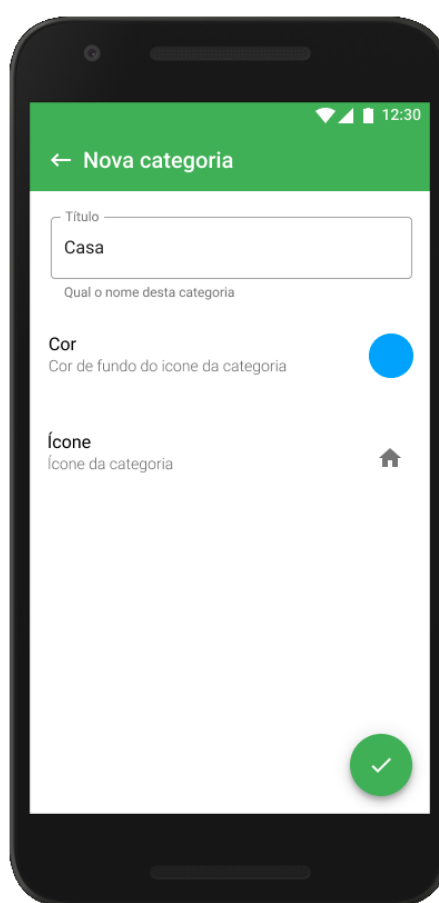 12:30
Nova categoria
Título
Casa
Qual o nome desta categoria
Cor
Cor de fundo do icone da categoria
Ícone
Ícone da categoria